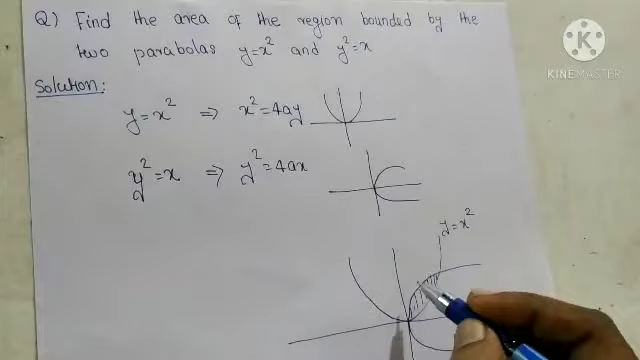 Q) Find the area of the region bounded by the
two parabolas y=x² and y²=x
Solution:
y=x² ⇒ x²=4ay
y²=x ⇒ y²=4ax
y=x²
KINEMASTER